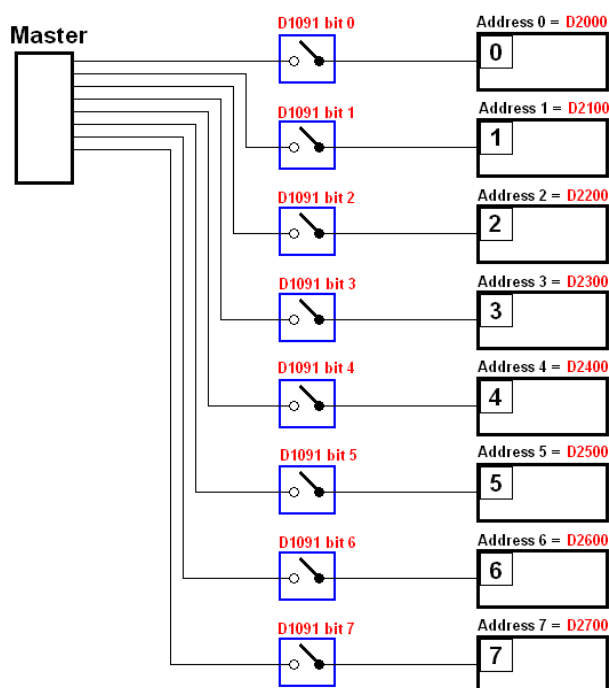 Master
D1091 bit 0
Address 0 = D2000
0
D1091 bit 1
Address 1 = D2100
1
D1091 bit 2
Address 2 = D2200
2
D1091 bit 3
Address 3 = D2300
3
D1091 bit 4
Address 4 = D2400
4
D1091 bit 5
Address 5 = D2500
5
D1091 bit 6
Address 6 = D2600
6
D1091 bit 7
Address 7 = D2700
7